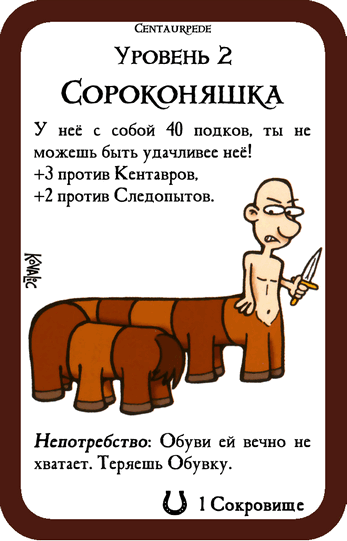 Centaurpede
Уровень 2
Сороконяшка
У неё с собой 40 подков, ты не
можешь быть удачливее неё!
+3 против Кентавров,
+2 против Следопытов.
Kovalic
Непотребство: Обуви ей вечно не
хватает. Теряешь Обувку.
1 Сокровище